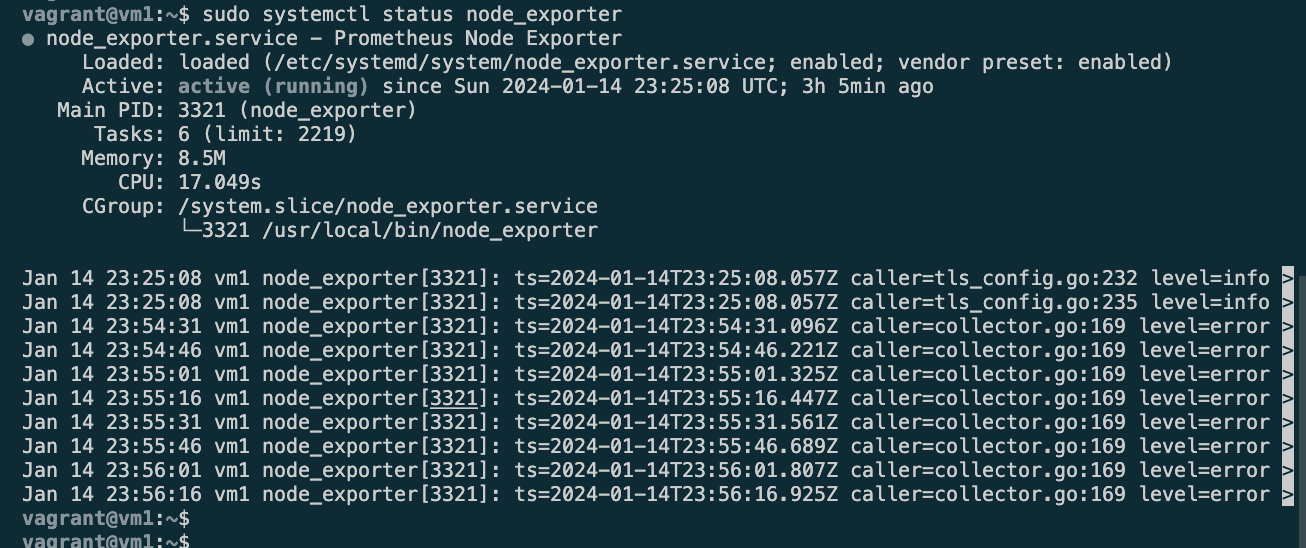 vagrant@vm1:~$ sudo systemctl status node_exporter
● node_exporter.service - Prometheus Node Exporter
     Loaded: loaded (/etc/systemd/system/node_exporter.service; enabled; vendor preset: enabled)
     Active: active (running) since Sun 2024-01-14 23:25:08 UTC; 3h 5min ago
   Main PID: 3321 (node_exporter)
      Tasks: 6 (limit: 2219)
     Memory: 8.5M
        CPU: 17.049s
     CGroup: /system.slice/node_exporter.service
             └─3321 /usr/local/bin/node_exporter

Jan 14 23:25:08 vm1 node_exporter[3321]: ts=2024-01-14T23:25:08.057Z caller=tls_config.go:232 level=info >
Jan 14 23:25:08 vm1 node_exporter[3321]: ts=2024-01-14T23:25:08.057Z caller=tls_config.go:235 level=info >
Jan 14 23:54:31 vm1 node_exporter[3321]: ts=2024-01-14T23:54:31.096Z caller=collector.go:169 level=error >
Jan 14 23:54:46 vm1 node_exporter[3321]: ts=2024-01-14T23:54:46.221Z caller=collector.go:169 level=error >
Jan 14 23:55:01 vm1 node_exporter[3321]: ts=2024-01-14T23:55:01.325Z caller=collector.go:169 level=error >
Jan 14 23:55:16 vm1 node_exporter[3321]: ts=2024-01-14T23:55:16.447Z caller=collector.go:169 level=error >
Jan 14 23:55:31 vm1 node_exporter[3321]: ts=2024-01-14T23:55:31.561Z caller=collector.go:169 level=error >
Jan 14 23:55:46 vm1 node_exporter[3321]: ts=2024-01-14T23:55:46.689Z caller=collector.go:169 level=error >
Jan 14 23:56:01 vm1 node_exporter[3321]: ts=2024-01-14T23:56:01.807Z caller=collector.go:169 level=error >
Jan 14 23:56:16 vm1 node_exporter[3321]: ts=2024-01-14T23:56:16.925Z caller=collector.go:169 level=error >
vagrant@vm1:~$
vagrant@vm1:~$